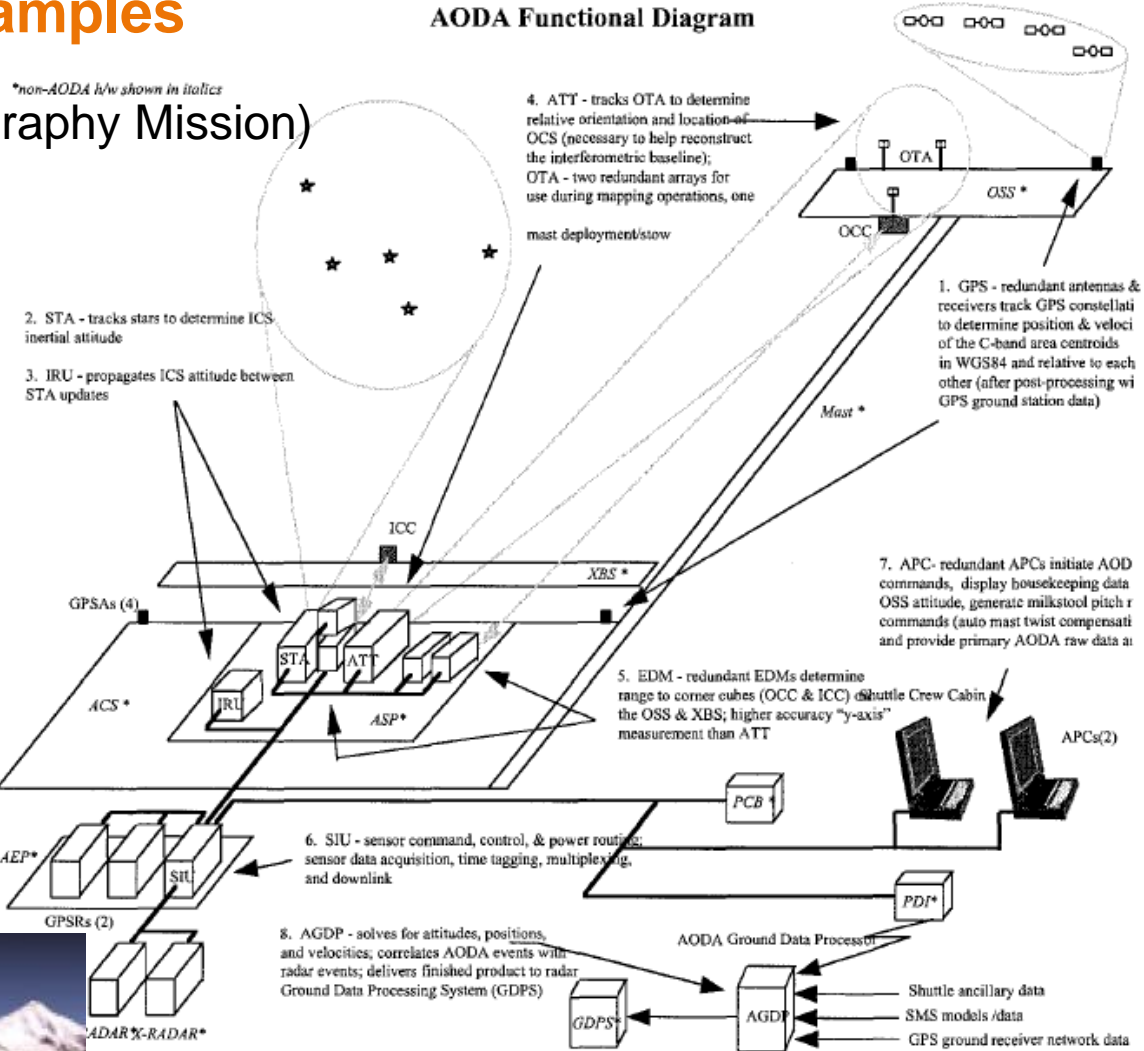 amples
AODA Functional Diagram
*non-AODA h/w shown in italics
raphy Mission)
4. ATT - tracks OTA to determine
relative orientation and location of
OCS (necessary to help reconstruct
the interferometric baseline);
OTA - two redundant arrays for
use during mapping operations, one
mast deployment/stow
OTA
OSS *
OCC
1. GPS - redundant antennas &
receivers track GPS constellati
to determine position & veloci
of the C-band area centroids
in WGS84 and relative to each
other (after post-processing wi
GPS ground station data)
2. STA - tracks stars to determine ICS
inertial attitude
3. IRU - propagates ICS attitude between
STA updates
Mast *
ICC
XBS *
GPSAs (4)
STA
ATT
IRU
ACS *
ASP*
7. APC- redundant APCs initiate AOD
commands, display housekeeping data
OSS attitude, generate milkstool pitch r
commands (auto mast twist compensati
and provide primary AODA raw data
5. EDM - redundant EDMs determine
range to corner cubes (OCC & ICC)
the OSS & XBS; higher accuracy "y-axis"
measurement than ATT
Shuttle Crew Cabin
APCs(2)
PCB *
AEP*
SIU
GPSRs (2)
6. SIU - sensor command, control, & power routing;
sensor data acquisition, time tagging, multiplexing,
and downlink
PDI*
8. AGDP - solves for attitudes, positions,
and velocities; correlates AODA events with
radar events; delivers finished product to radar
Ground Data Processing System (GDPS)
AODA Ground Data Processor
GDPS*
AGDP
Shuttle ancillary data
SMS models /data
GPS ground receiver network data
ADAR*
X-RADAR*